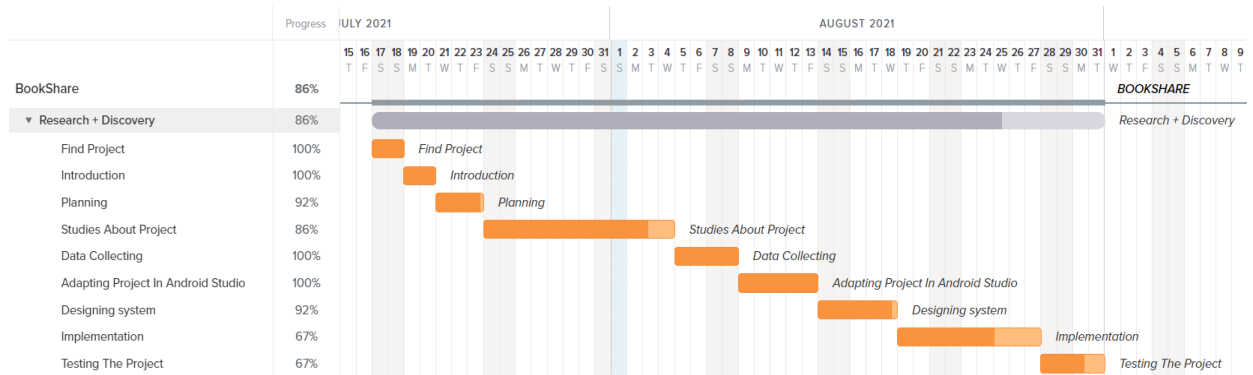 Progress JULY 2021 AUGUST 2021
15 16 17 18 19 20 21 22 23 24 25 26 27 28 29 30 31 1 2 3 4 5 6 7 8 9 10 11 12 13 14 15 16 17 18 19 20 21 22 23 24 25 26 27 28 29 30 31 1 2 3 4 5 6 7 8 9
T F S S M T W T F S S M T W T F S S M T W T F S S M T W T F S S M T W T F S S M T W T F S S M T W T F S S M T W T
BookShare 86% BOOKSHARE
Research + Discovery 86% Research + Discovery
Find Project 100% Find Project
Introduction 100% Introduction
Planning 92% Planning
Studies About Project 86% Studies About Project
Data Collecting 100% Data Collecting
Adapting Project In Android Studio 100% Adapting Project In Android Studio
Designing system 92% Designing system
Implementation 67% Implementation
Testing The Project 67% Testing The Project